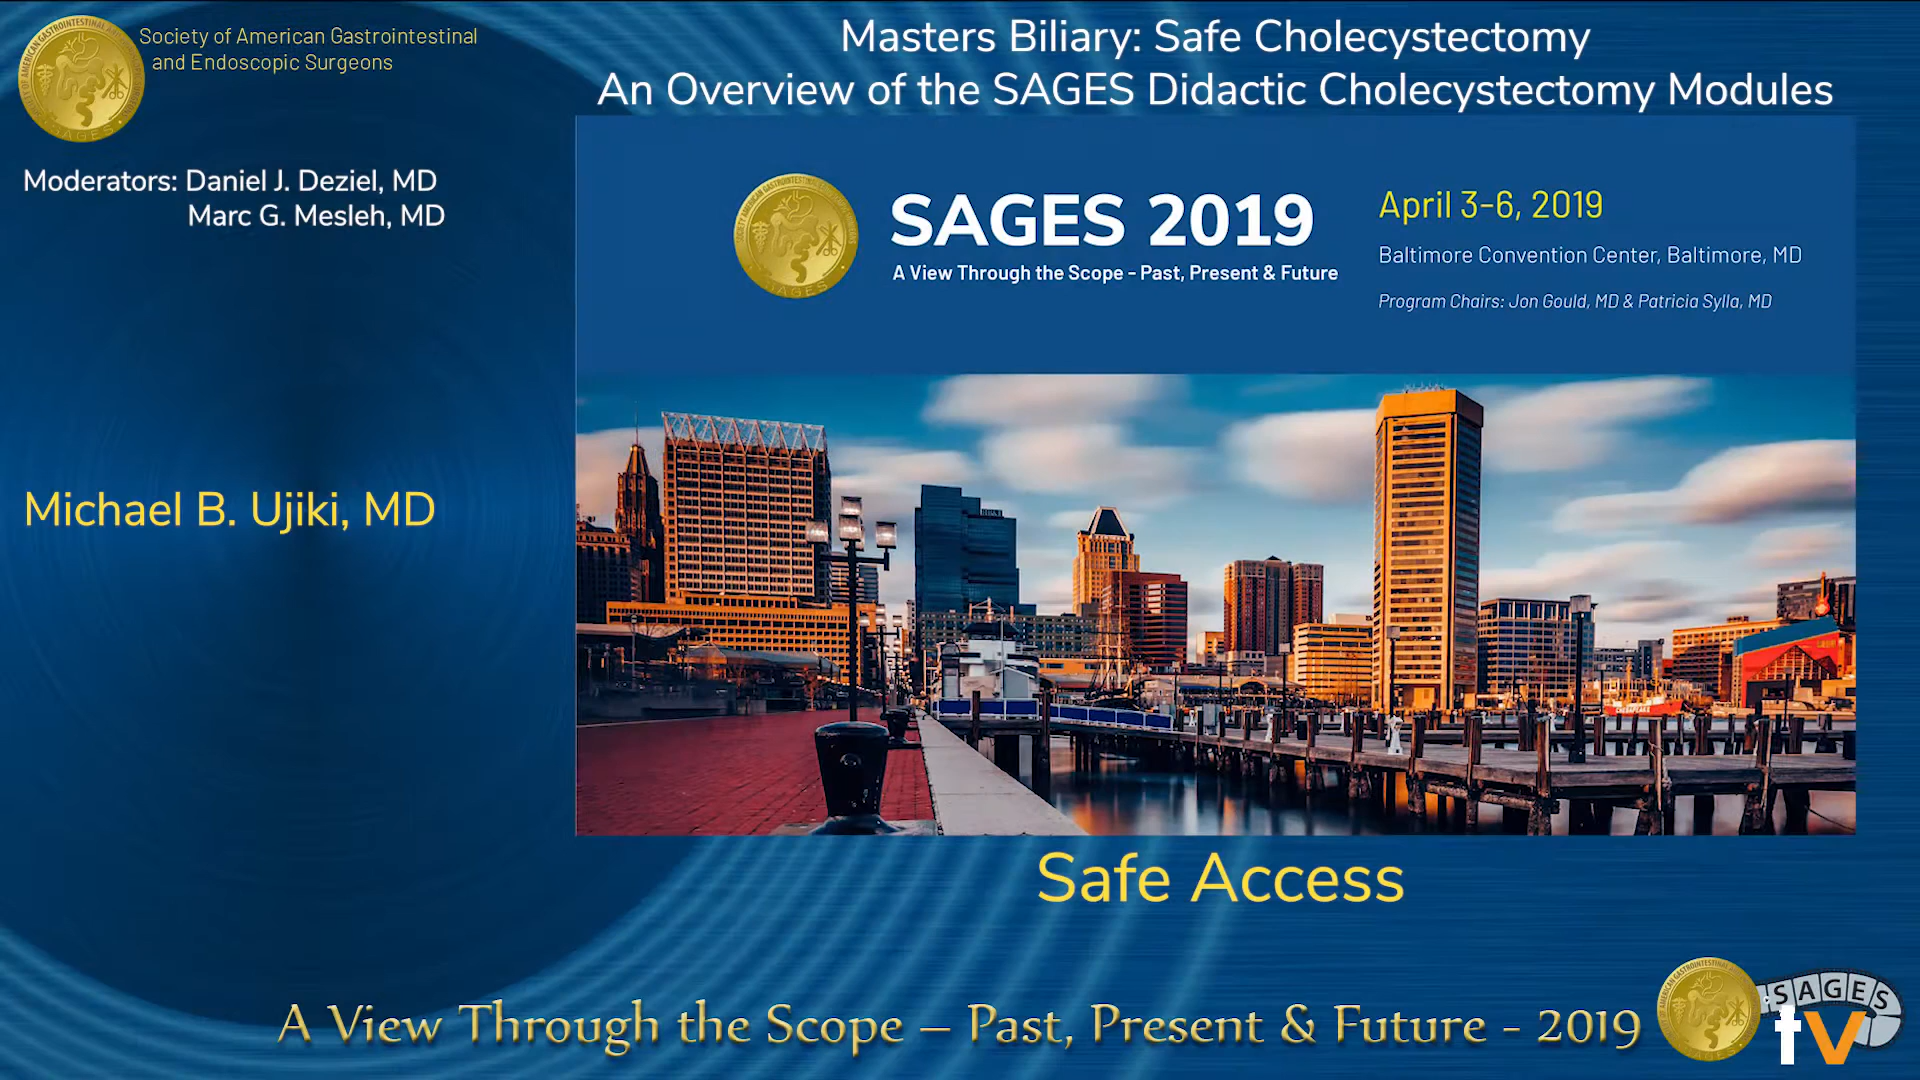 Society of American Gastrointestinal
and Endoscopic Surgeons
Masters Biliary: Safe Cholecystectomy
An Overview of the SAGES Didactic Cholecystectomy Modules
Moderators: Daniel J. Deziel, MD
Marc G. Mesleh, MD
SAGES 2019
A View Through the Scope - Past, Present & Future
April 3-6, 2019
Baltimore Convention Center, Baltimore, MD
Program Chairs: Jon Gould, MD & Patricia Sylla, MD
Michael B. Ujiki, MD
Safe Access
A View Through the Scope – Past, Present & Future - 2019
SAGES
tv